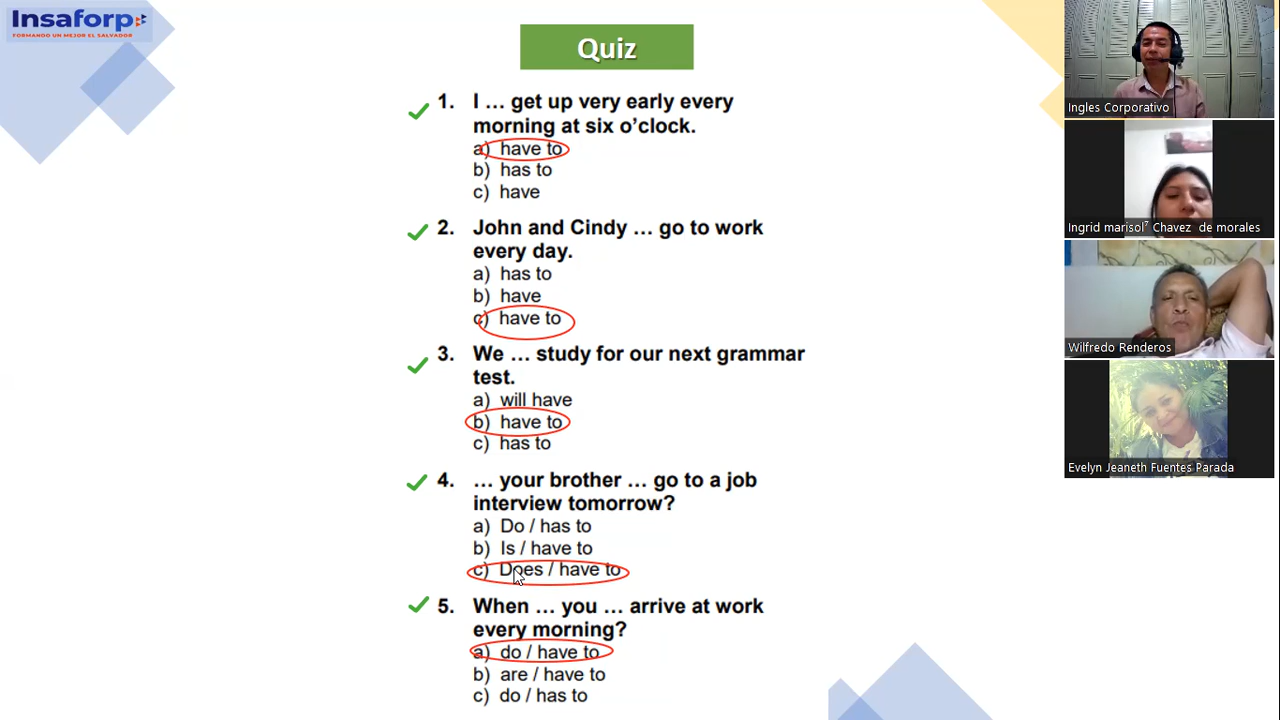 Insaforp
FORMANDO UN MEJOR EL SALVADOR
Quiz
1. I ... get up very early every
morning at six o'clock.
a) have to
b) has to
c) have
2. John and Cindy ... go to work
every day.
a) has to
b) have
c) have to
3. We ... study for our next grammar
test.
a) will have
b) have to
c) has to
4. ... your brother ... go to a job
interview tomorrow?
a) Do / has to
b) Is / have to
c) Does / have to
5. When ... you ... arrive at work
every morning?
a) do / have to
b) are / have to
c) do / has to
Ingles Corporativo
Ingrid marisol⁷ Chavez de morales
Wilfredo Renderos
Evelyn Jeaneth Fuentes Parada